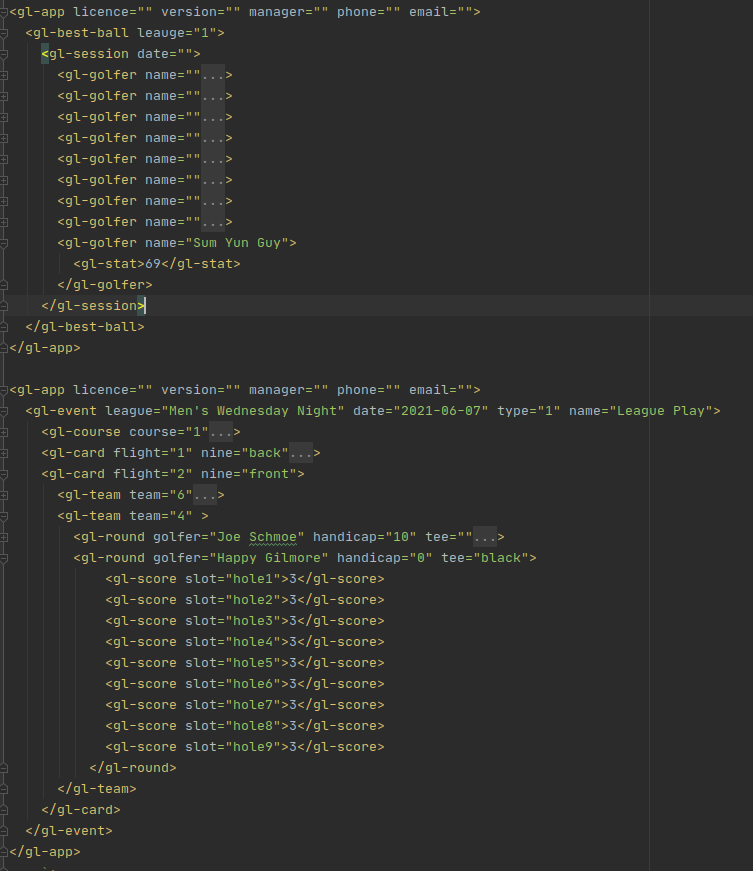 <gl-app licence="" version="" manager="" phone="" email="">
<gl-best-ball leauge="1">
<gl-session date="">
<gl-golfer name=""...>
<gl-golfer name=""...>
<gl-golfer name=""...>
<gl-golfer name=""...>
<gl-golfer name=""...>
<gl-golfer name=""...>
<gl-golfer name=""...>
<gl-golfer name=""...>
<gl-golfer name="Sum Yun Guy">
<gl-stat>69</gl-stat>
</gl-golfer>
</gl-session>
</gl-best-ball>
</gl-app>
<gl-app licence="" version="" manager="" phone="" email="">
<gl-event league="Men's Wednesday Night" date="2021-06-07" type="1" name="League Play">
<gl-course course="1"...>
<gl-card flight="1" nine="back"...>
<gl-card flight="2" nine="front">
<gl-team team="6"...>
<gl-team team="4" >
<gl-round golfer="Joe Schmoe" handicap="10" tee=""...>
<gl-round golfer="Happy Gilmore" handicap="0" tee="black">
<gl-score slot="hole1">3</gl-score>
<gl-score slot="hole2">3</gl-score>
<gl-score slot="hole3">3</gl-score>
<gl-score slot="hole4">3</gl-score>
<gl-score slot="hole5">3</gl-score>
<gl-score slot="hole6">3</gl-score>
<gl-score slot="hole7">3</gl-score>
<gl-score slot="hole8">3</gl-score>
<gl-score slot="hole9">3</gl-score>
</gl-round>
</gl-team>
</gl-card>
</gl-event>
</gl-app>